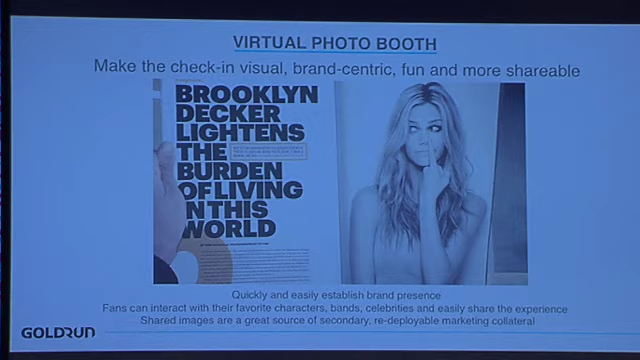 VIRTUAL PHOTO BOOTH
Make the check-in visual, brand-centric, fun and more shareable
BROOKLYN
DECKER
LIGHTENS
THE
BURDEN
OF LIVING
IN THIS
WORLD
Quickly and easily establish brand presence
Fans can interact with their favorite characters, bands, celebrities and easily share the experience
Shared images are a great source of secondary, re-deployable marketing collateral
GOLDRUN